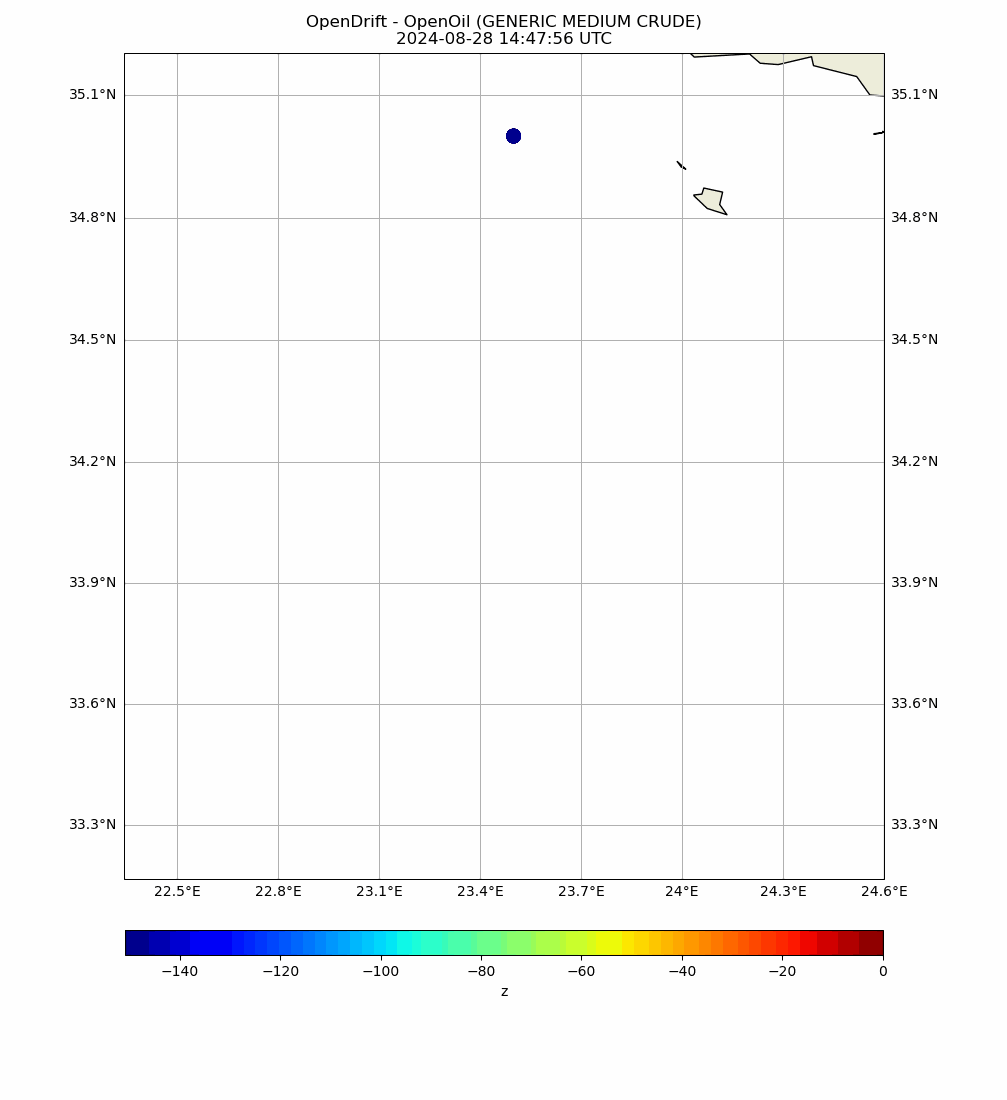 OpenDrift - OpenOil (GENERIC MEDIUM CRUDE)
2024-08-28 14:47:56 UTC
35.1°N 35.1°N
34.8°N 34.8°N
34.5°N 34.5°N
34.2°N 34.2°N
33.9°N 33.9°N
33.6°N 33.6°N
33.3°N 33.3°N
22.5°E 22.8°E 23.1°E 23.4°E 23.7°E 24°E 24.3°E 24.6°E
−140 −120 −100 −80 −60 −40 −20 0
z